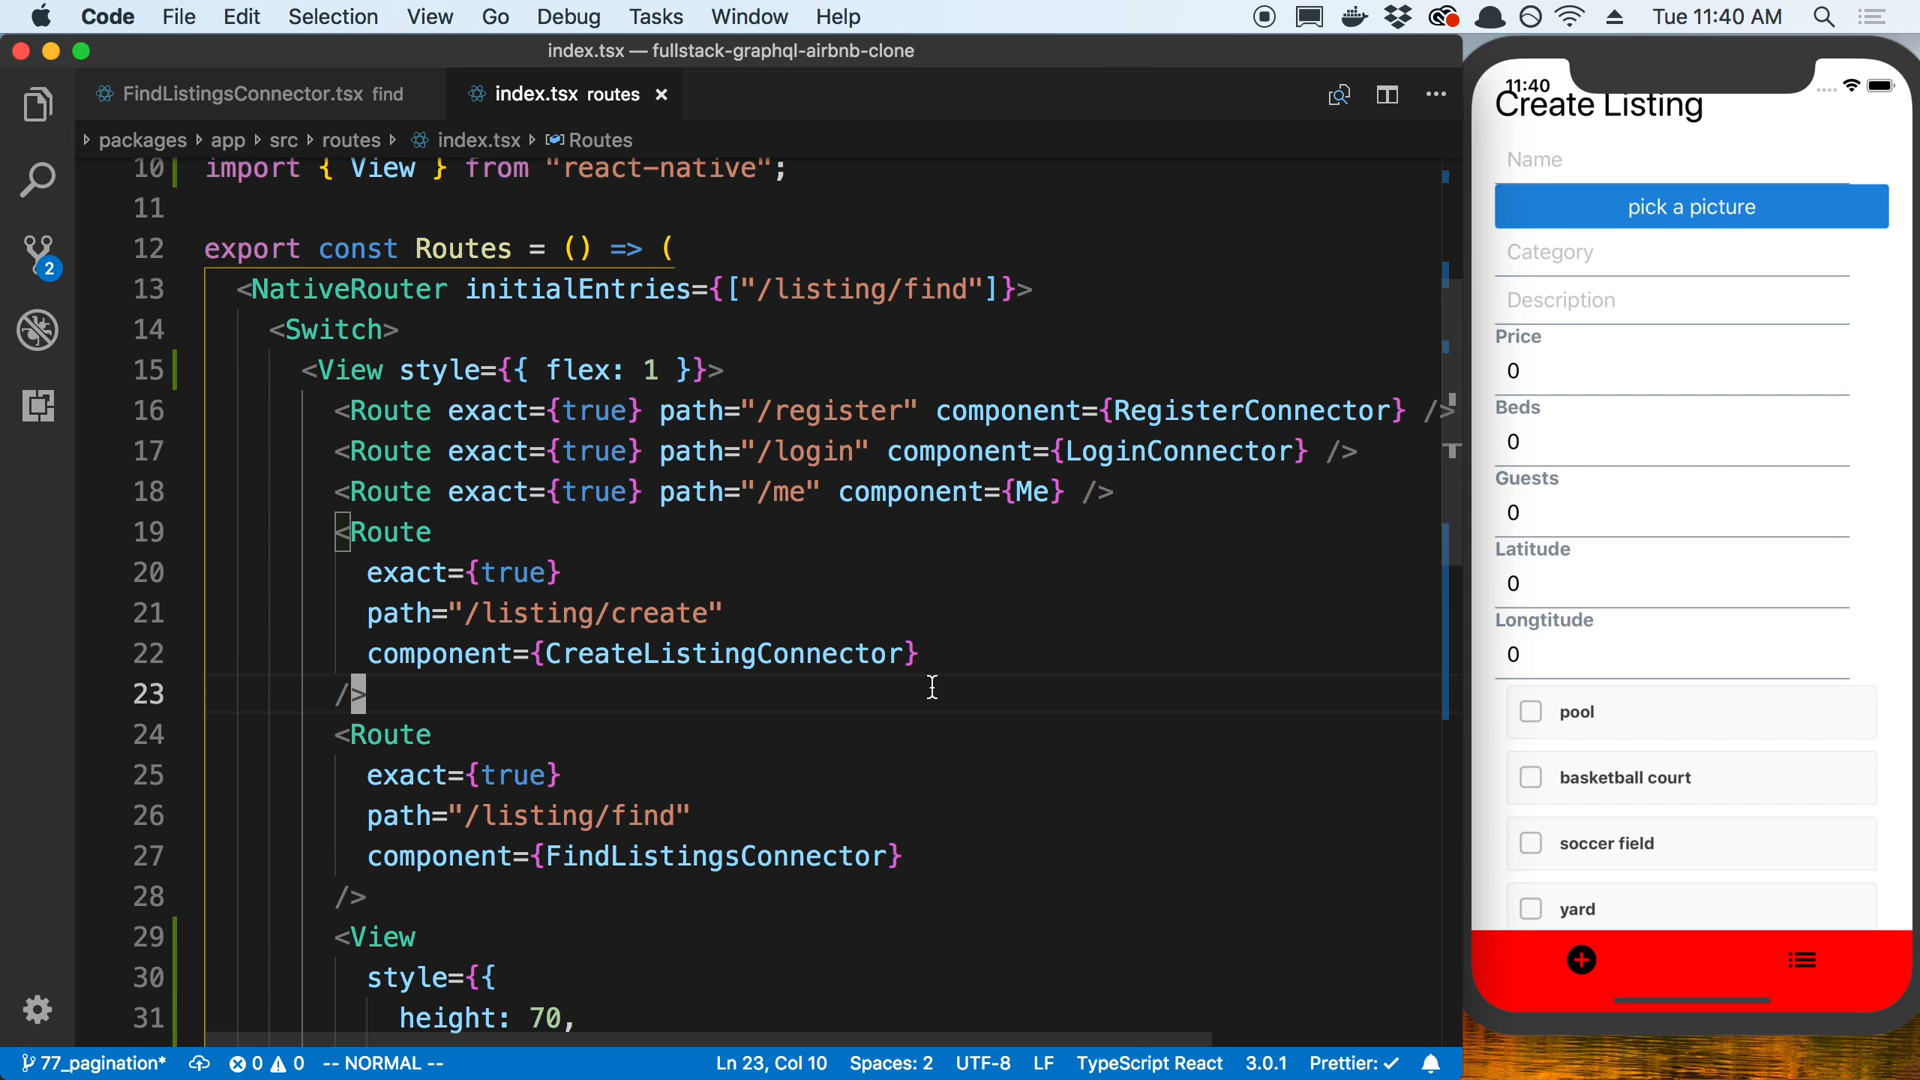 Code File Edit Selection View Go Debug Tasks Window Help Tue 11:40 AM
index.tsx — fullstack-graphql-airbnb-clone
FindListingsConnector.tsx find index.tsx routes
packages app src routes index.tsx Routes
10 import { View } from "react-native";
11
12 export const Routes = () => (
13 <NativeRouter initialEntries={["/listing/find"]}>
14 <Switch>
15 <View style={{ flex: 1 }}>
16 <Route exact={true} path="/register" component={RegisterConnector} />
17 <Route exact={true} path="/login" component={LoginConnector} />
18 <Route exact={true} path="/me" component={Me} />
19 <Route
20 exact={true}
21 path="/listing/create"
22 component={CreateListingConnector}
23 />
24 <Route
25 exact={true}
26 path="/listing/find"
27 component={FindListingsConnector}
28 />
29 <View
30 style={{
31 height: 70,
2
77_pagination* 0 0 -- NORMAL -- Ln 23, Col 10 Spaces: 2 UTF-8 LF TypeScript React 3.0.1 Prettier: ✓
11:40
Create Listing
Name
pick a picture
Category
Description
Price
0
Beds
0
Guests
0
Latitude
0
Longtitude
0
pool
basketball court
soccer field
yard